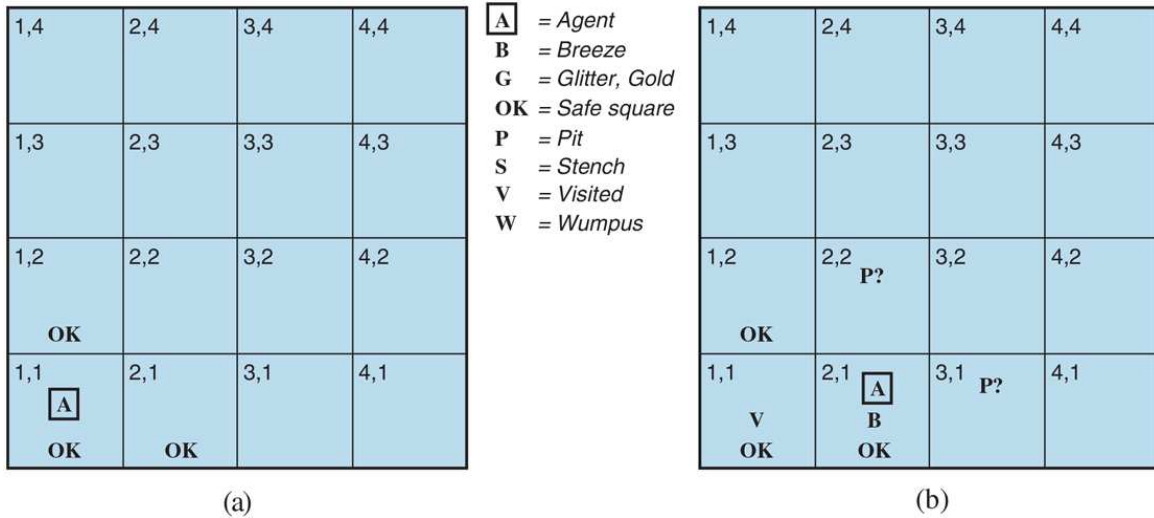 1,4 2,4 3,4 4,4
1,3 2,3 3,3 4,3
1,2 2,2 3,2 4,2
OK
1,1 2,1 3,1 4,1
A
OK OK
(a)
A = Agent
B = Breeze
G = Glitter, Gold
OK = Safe square
P = Pit
S = Stench
V = Visited
W = Wumpus
1,4 2,4 3,4 4,4
1,3 2,3 3,3 4,3
1,2 2,2 3,2 4,2
P?
OK
1,1 2,1 3,1 4,1
A P?
V B
OK OK
(b)